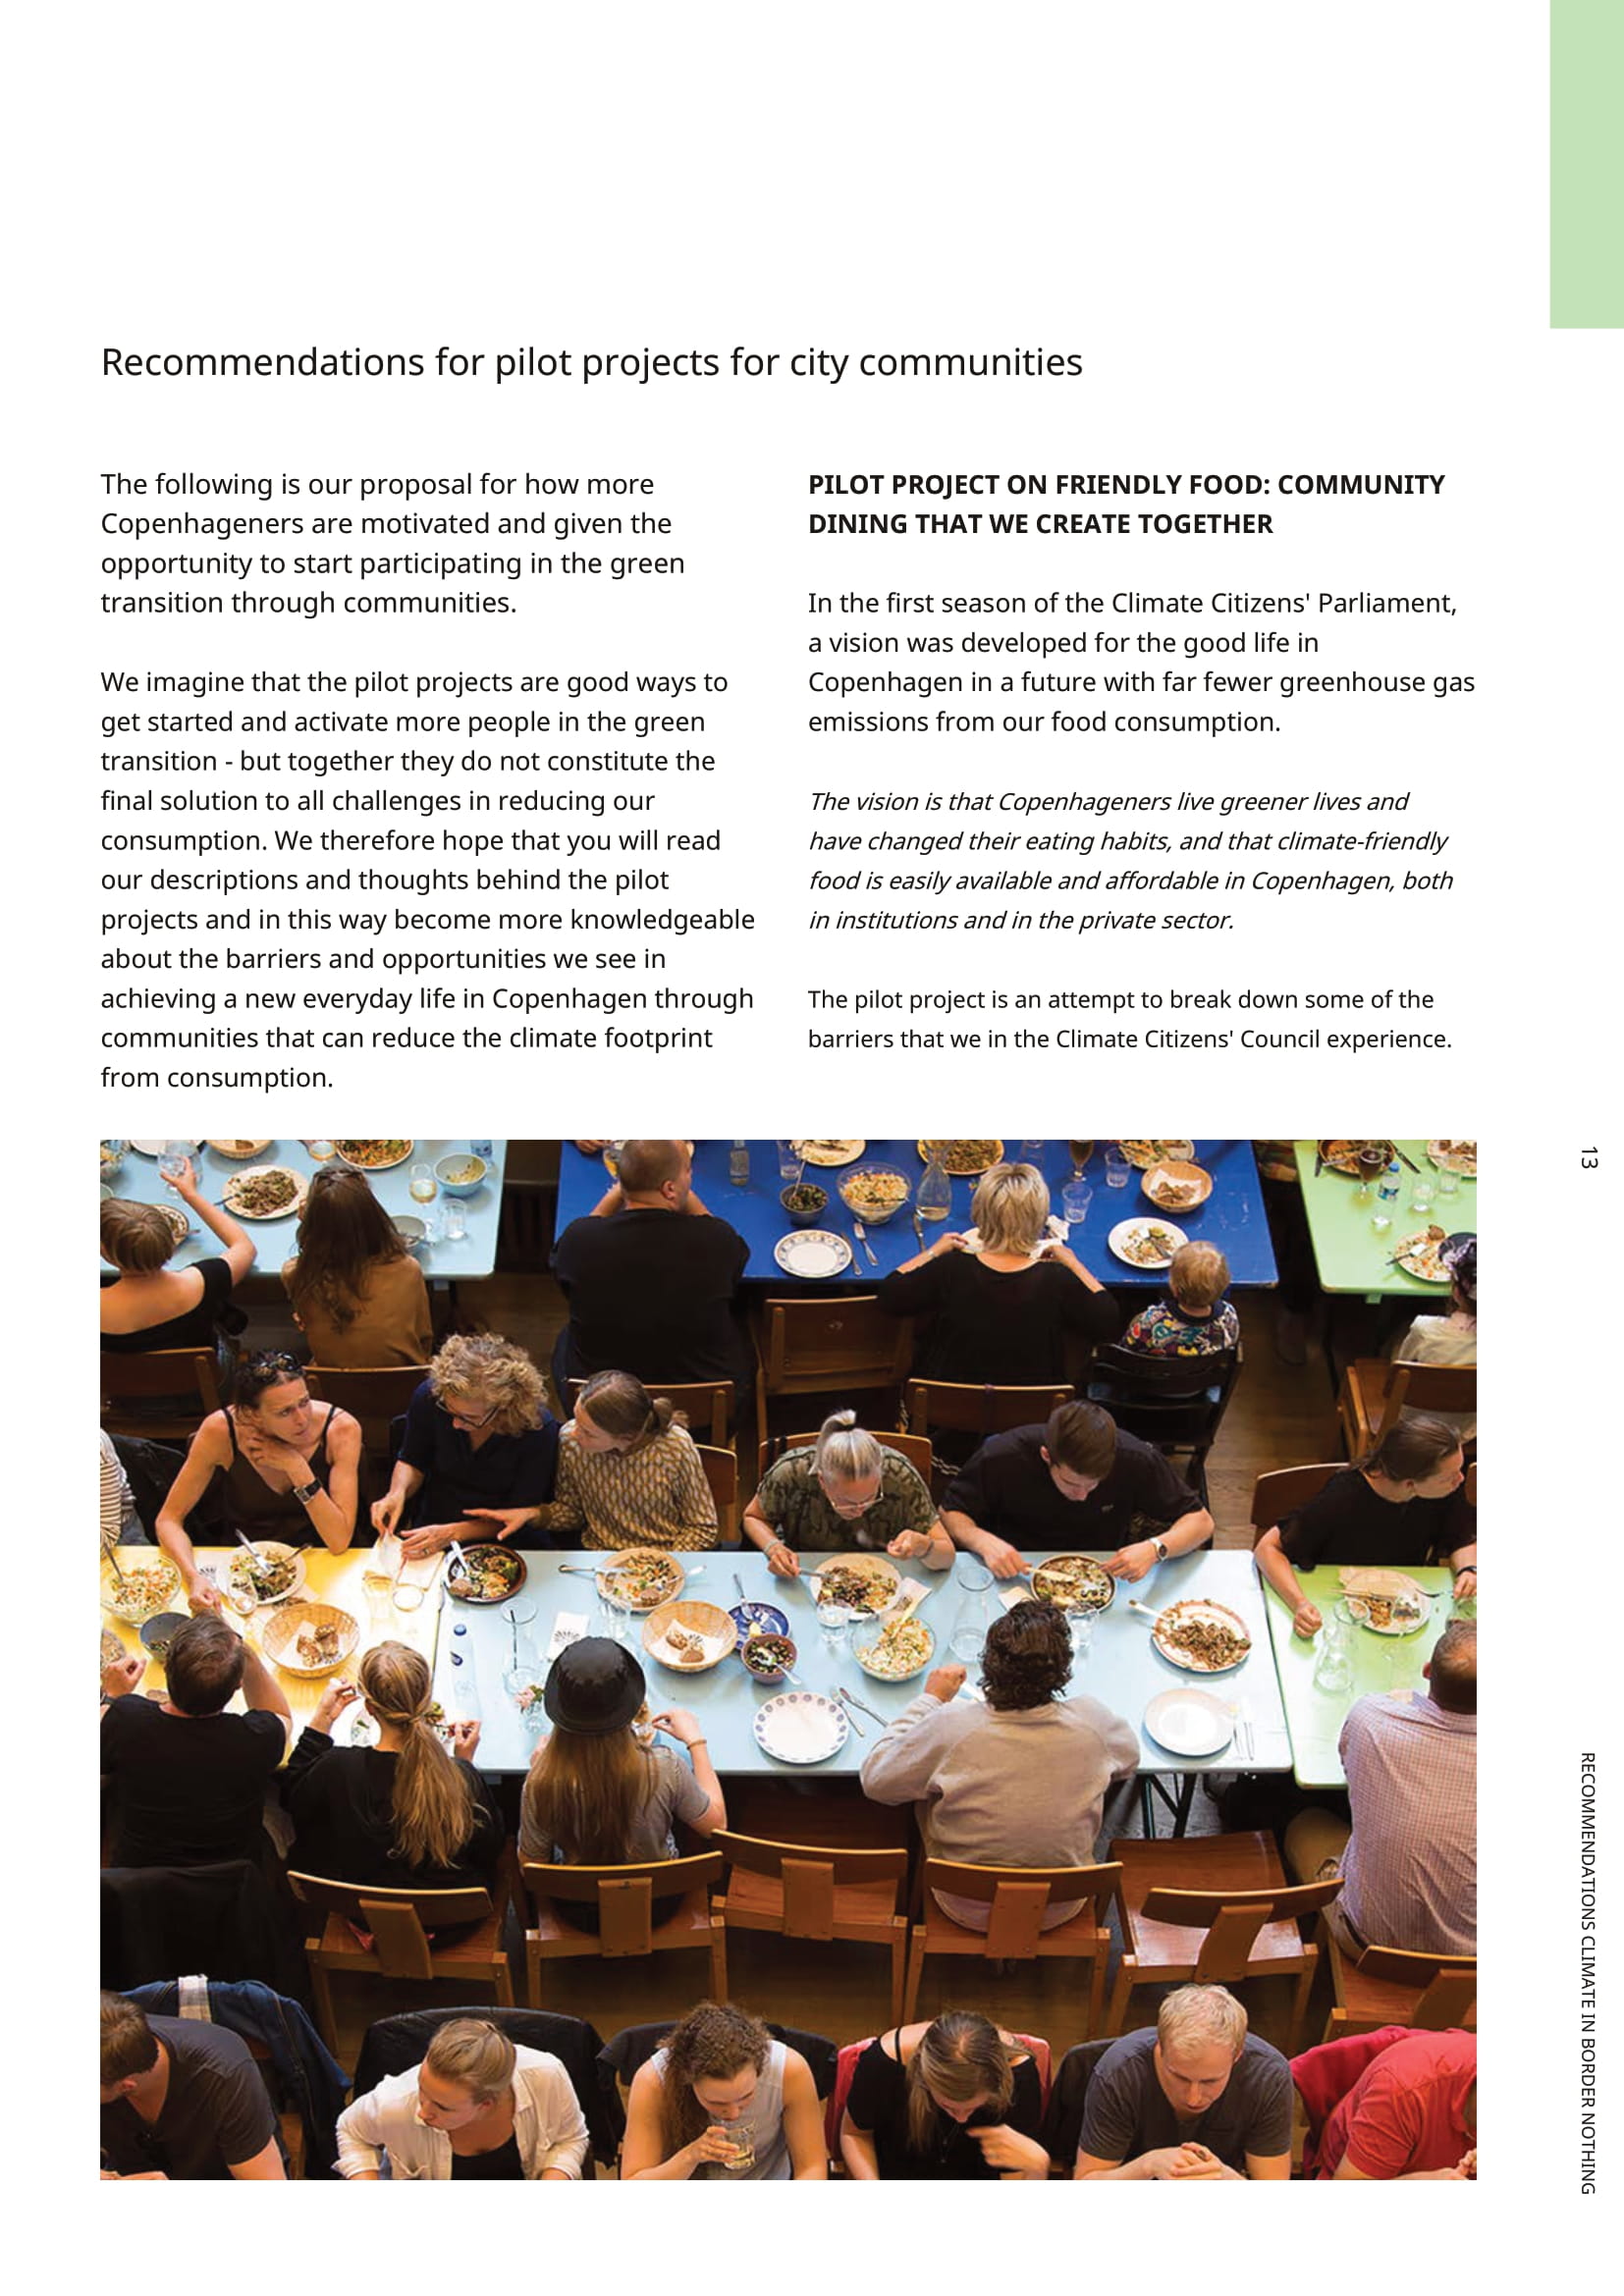 Recommendations for pilot projects for city communities
The following is our proposal for how more
Copenhageners are motivated and given the
opportunity to start participating in the green
transition through communities.
We imagine that the pilot projects are good ways to
get started and activate more people in the green
transition - but together they do not constitute the
final solution to all challenges in reducing our
consumption. We therefore hope that you will read
our descriptions and thoughts behind the pilot
projects and in this way become more knowledgeable
about the barriers and opportunities we see in
achieving a new everyday life in Copenhagen through
communities that can reduce the climate footprint
from consumption.
PILOT PROJECT ON FRIENDLY FOOD: COMMUNITY
DINING THAT WE CREATE TOGETHER
In the first season of the Climate Citizens' Parliament,
a vision was developed for the good life in
Copenhagen in a future with far fewer greenhouse gas
emissions from our food consumption.
The vision is that Copenhageners live greener lives and
have changed their eating habits, and that climate-friendly
food is easily available and affordable in Copenhagen, both
in institutions and in the private sector.
The pilot project is an attempt to break down some of the
barriers that we in the Climate Citizens' Council experience.
13
RECOMMENDATIONS CLIMATE IN BORDER NOTHING